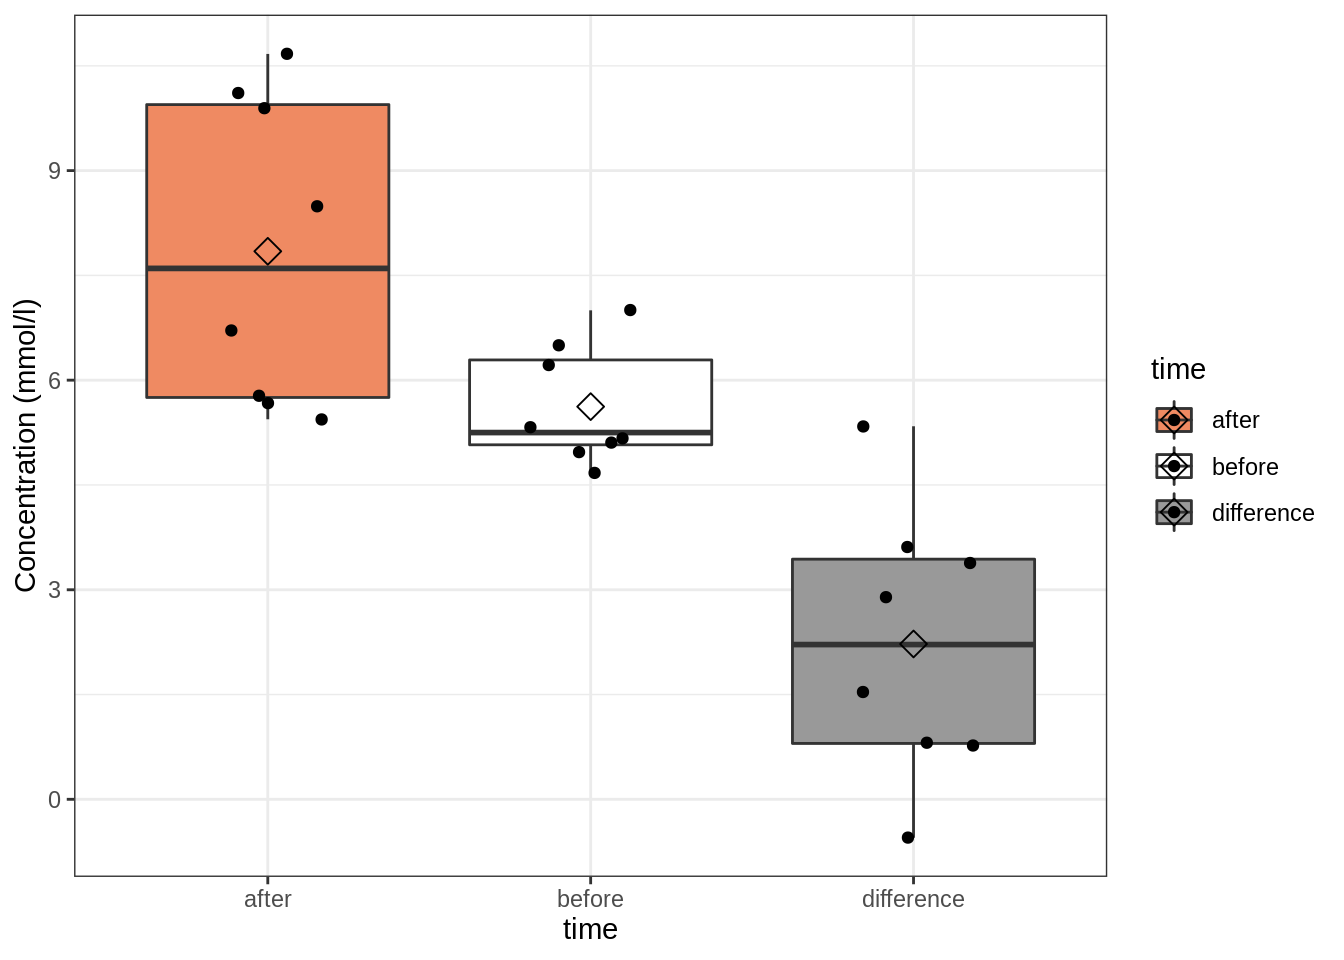 Concentration (mmol/l)
9
6
3
0
after
before
difference
time
time
after
before
difference